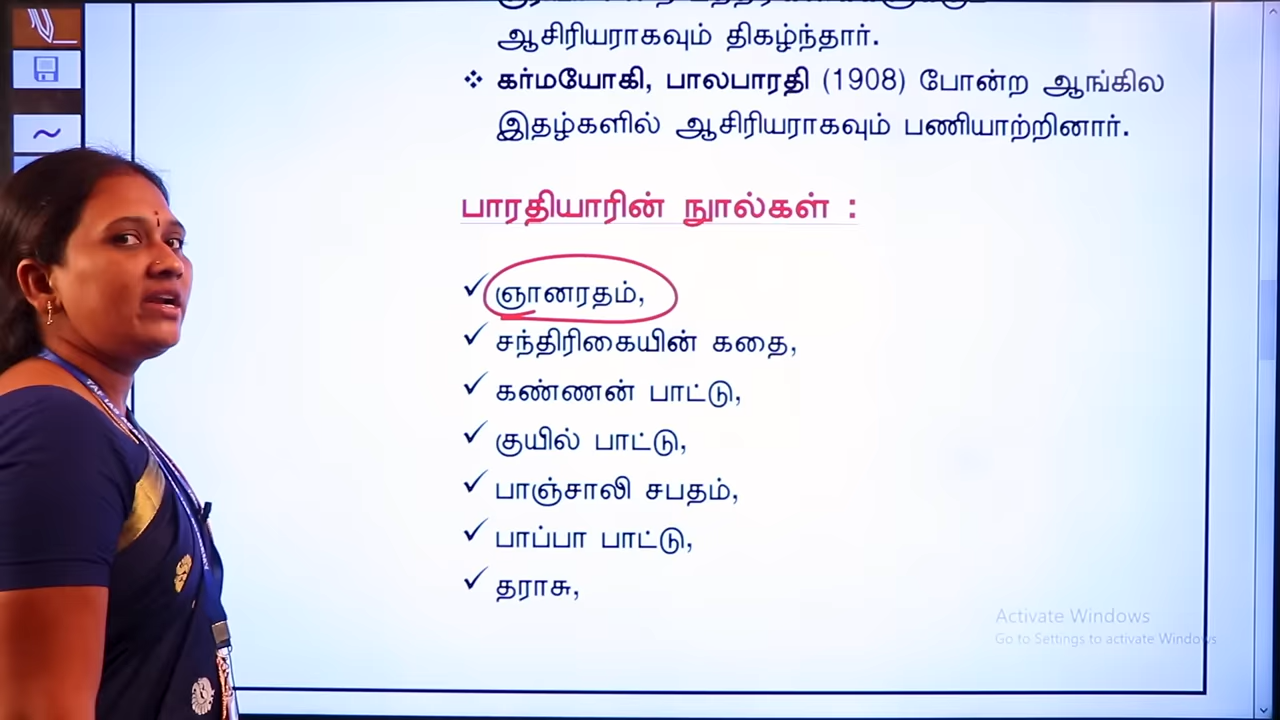 ஆசிரியராகவும் திகழ்ந்தார்.
❖ கர்மயோகி, பாலபாரதி (1908) போன்ற ஆங்கில
இதழ்களில் ஆசிரியராகவும் பணியாற்றினார்.
பாரதியாரின் நூல்கள் :
✓ ஞானரதம்,
✓ சந்திரிகையின் கதை,
✓ கண்ணன் பாட்டு,
✓ குயில் பாட்டு,
✓ பாஞ்சாலி சபதம்,
✓ பாப்பா பாட்டு,
✓ தராசு,
Activate Windows
Go to Settings to activate Windows